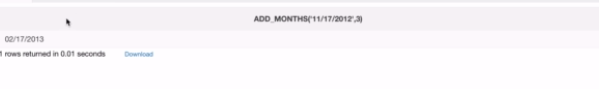 ADD_MONTHS('11/17/2012',3)
02/17/2013
1 rows returned in 0.01 seconds Download